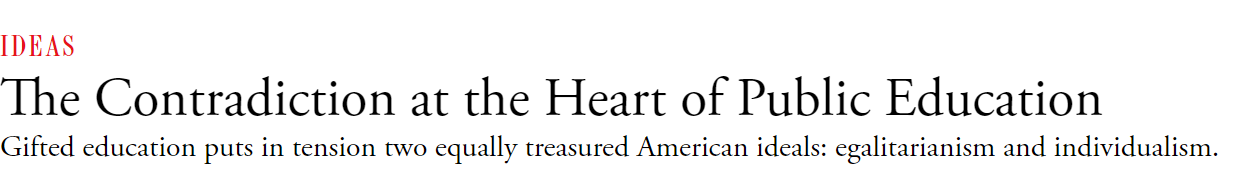 IDEAS
The Contradiction at the Heart of Public Education
Gifted education puts in tension two equally treasured American ideals: egalitarianism and individualism.